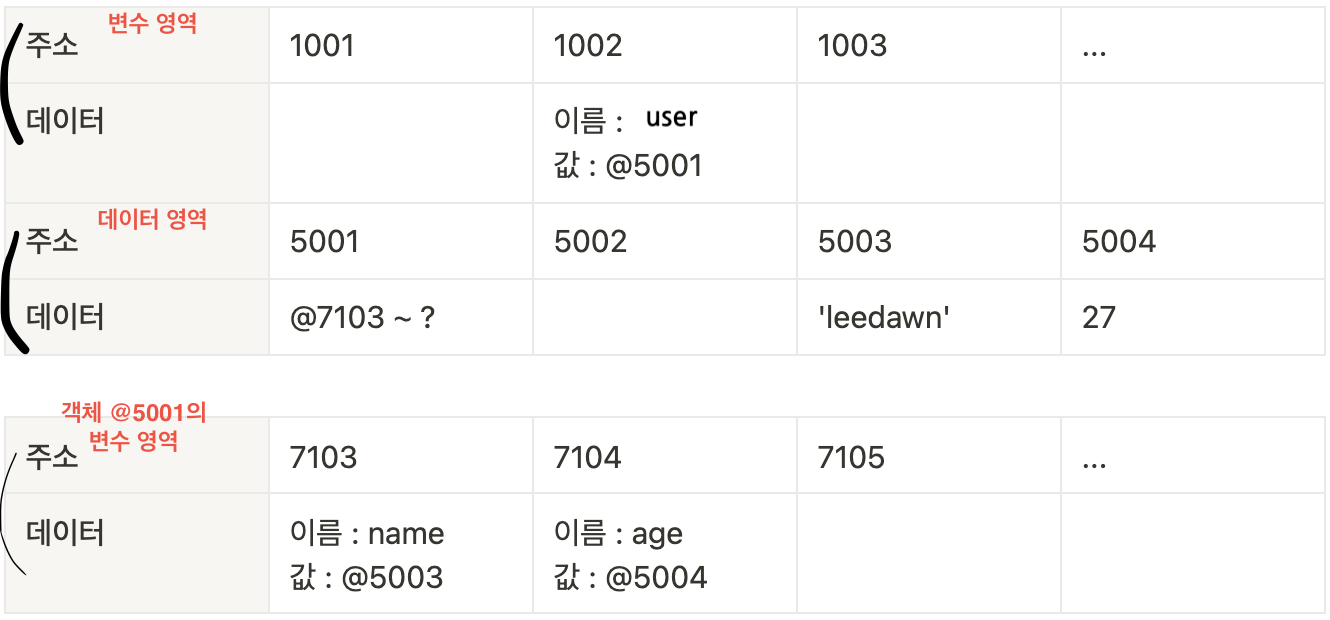 변수 영역
주소 1001 1002 1003 ...
데이터 이름 : user
값 : @5001
데이터 영역
주소 5001 5002 5003 5004
데이터 @7103 ~ ? 'leedawn' 27
객체 @5001의
변수 영역
주소 7103 7104 7105 ...
데이터 이름 : name 이름 : age
값 : @5003 값 : @5004